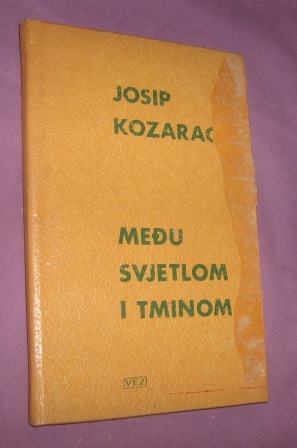 JOSIP
KOZARAC
MEĐU
SVJETLOM
I TMINOM
VEZ